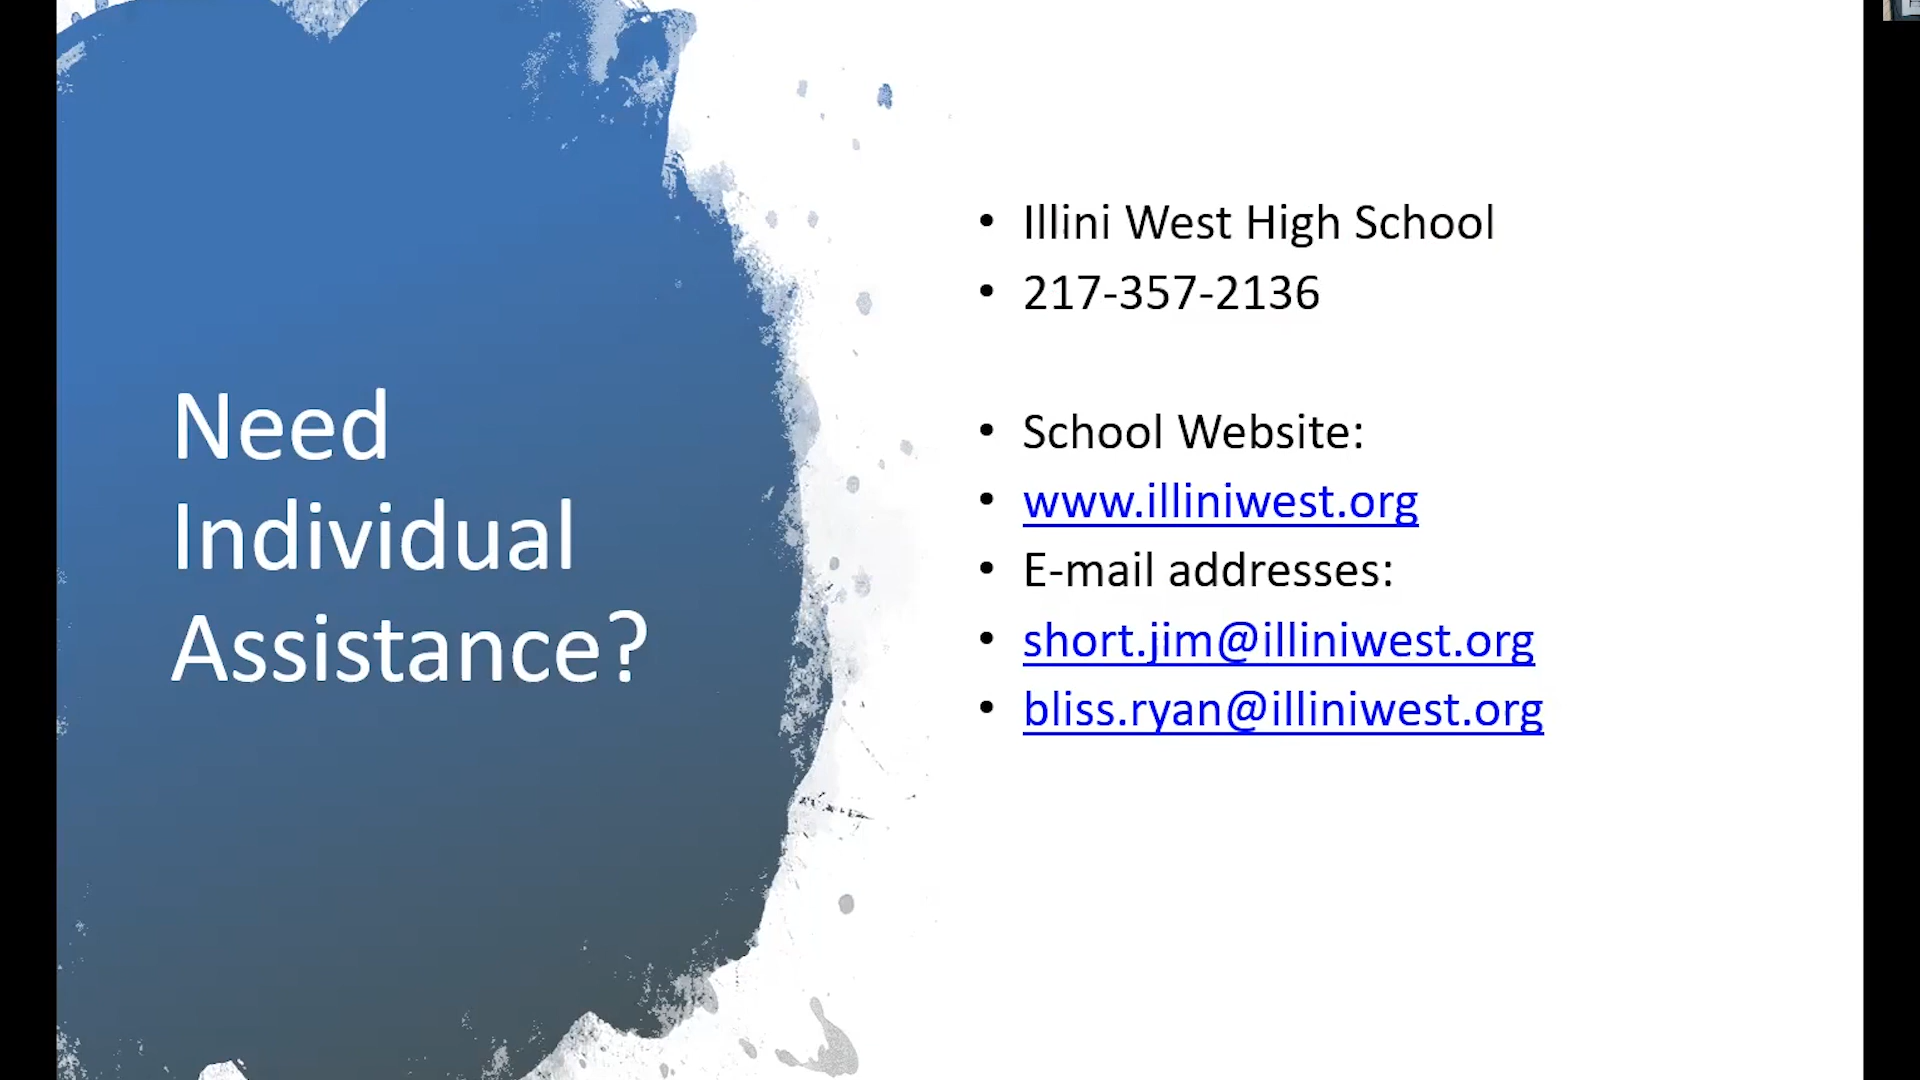 Need
Individual
Assistance?
• Illini West High School
• 217-357-2136
• School Website:
• www.illiniwest.org
• E-mail addresses:
• short.jim@illiniwest.org
• bliss.ryan@illiniwest.org